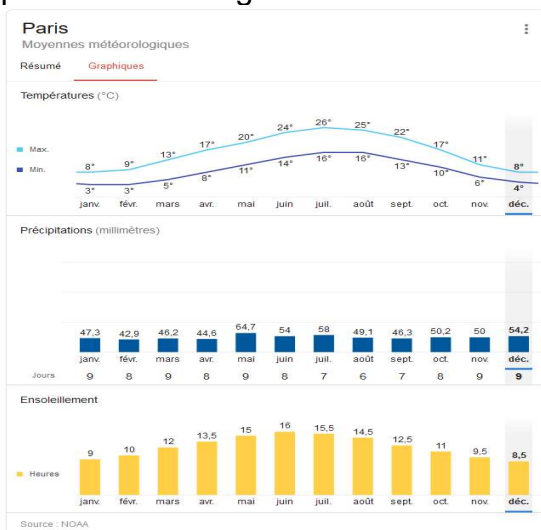 Paris
Moyennes météorologiques
Résumé Graphiques
Températures (°C)
Max. 8° 9° 13° 17° 20° 24° 26° 25° 22° 17° 11° 8°
Min. 3° 3° 5° 8° 11° 14° 16° 16° 13° 10° 6° 4°
janv. févr. mars avr. mai juin juil. août sept. oct. nov. déc.
Précipitations (millimètres)
47,3 42,9 46,2 44,6 64,7 54 58 49,1 46,3 50,2 50 54,2
janv. févr. mars avr. mai juin juil. août sept. oct. nov. déc.
Jours 9 8 9 8 9 8 7 6 7 8 9 9
Ensoleillement
9 10 12 13,5 15 16 15,5 14,5 12,5 11 9,5 8,5
Heures
janv. févr. mars avr. mai juin juil. août sept. oct. nov. déc.
Source : NOAA